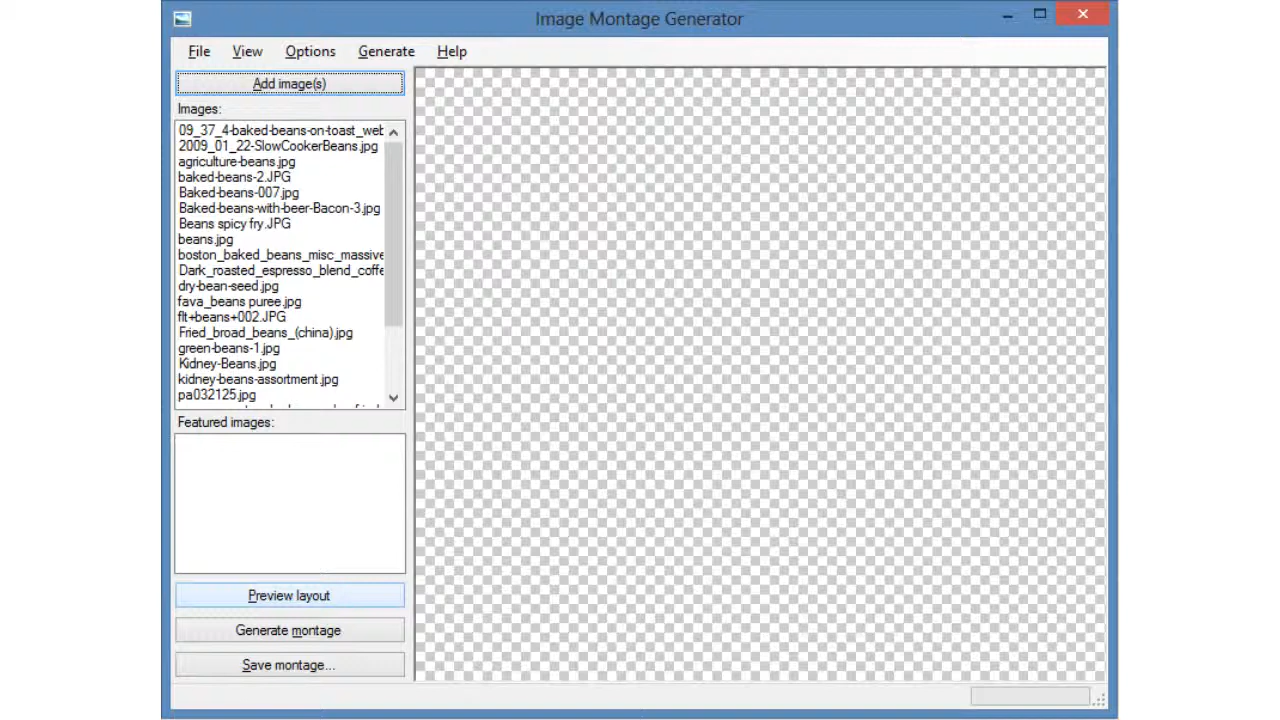 Image Montage Generator
File View Options Generate Help
Add image(s)
Images:
09_37_4-baked-beans-on-toast_web
2009_01_22-SlowCookerBeans.jpg
agriculture-beans.jpg
baked-beans-2.JPG
Baked-beans-007.jpg
Baked-beans-with-beer-Bacon-3.jpg
Beans spicy fry.JPG
beans.jpg
boston_baked_beans_misc_massive
Dark_roasted_espresso_blend_coffe
dry-bean-seed.jpg
fava_beans puree.jpg
flt+beans+002.JPG
Fried_broad_beans_(china).jpg
green-beans-1.jpg
Kidney-Beans.jpg
kidney-beans-assortment.jpg
pa032125.jpg
Featured images:
Preview layout
Generate montage
Save montage...